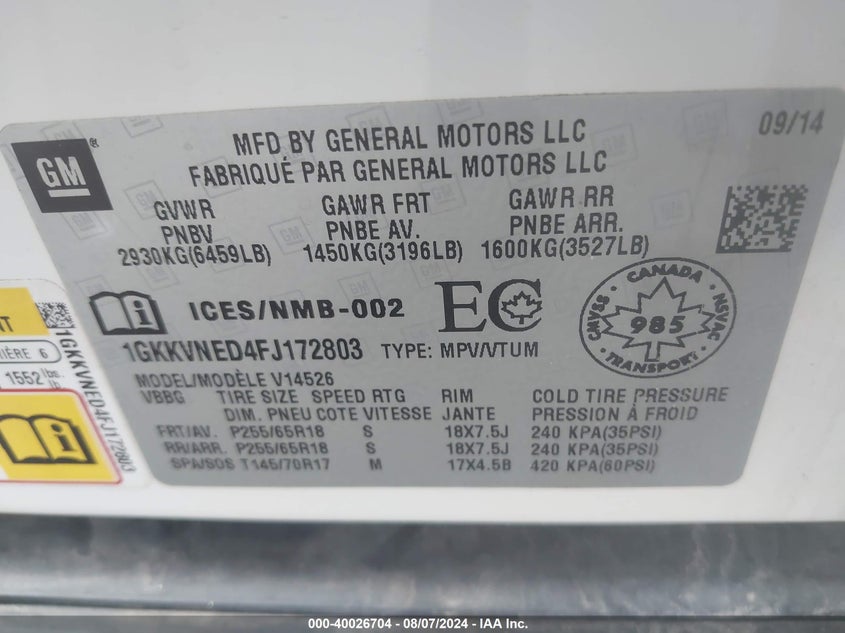 09/14
GM ®
MFD BY GENERAL MOTORS LLC
FABRIQUÉ PAR GENERAL MOTORS LLC
GVWR GAWR FRT GAWR RR
PNBV PNBE AV. PNBE ARR.
2930KG(6459LB) 1450KG(3196LB) 1600KG(3527LB)
ICES/NMB-002 EC
CANADA
CMVSS 985 NSVAC
TRANSPORT
1GKKVNED4FJ172803 TYPE: MPV/VTUM
MODEL/MODÈLE V14526
VBBG TIRE SIZE SPEED RTG RIM COLD TIRE PRESSURE
DIM. PNEU COTE VITESSE JANTE PRESSION À FROID
FRT/AV. P255/65R18 S 18X7.5J 240 KPA(35PSI)
RR/ARR. P255/65R18 S 18X7.5J 240 KPA(35PSI)
SPA/SOS T145/70R17 M 17X4.5B 420 KPA(60PSI)
NT
IÈRE 6
1552 lbs. lb
1GKKVNED4FJ172803
000-40026704 - 08/07/2024 - IAA Inc.